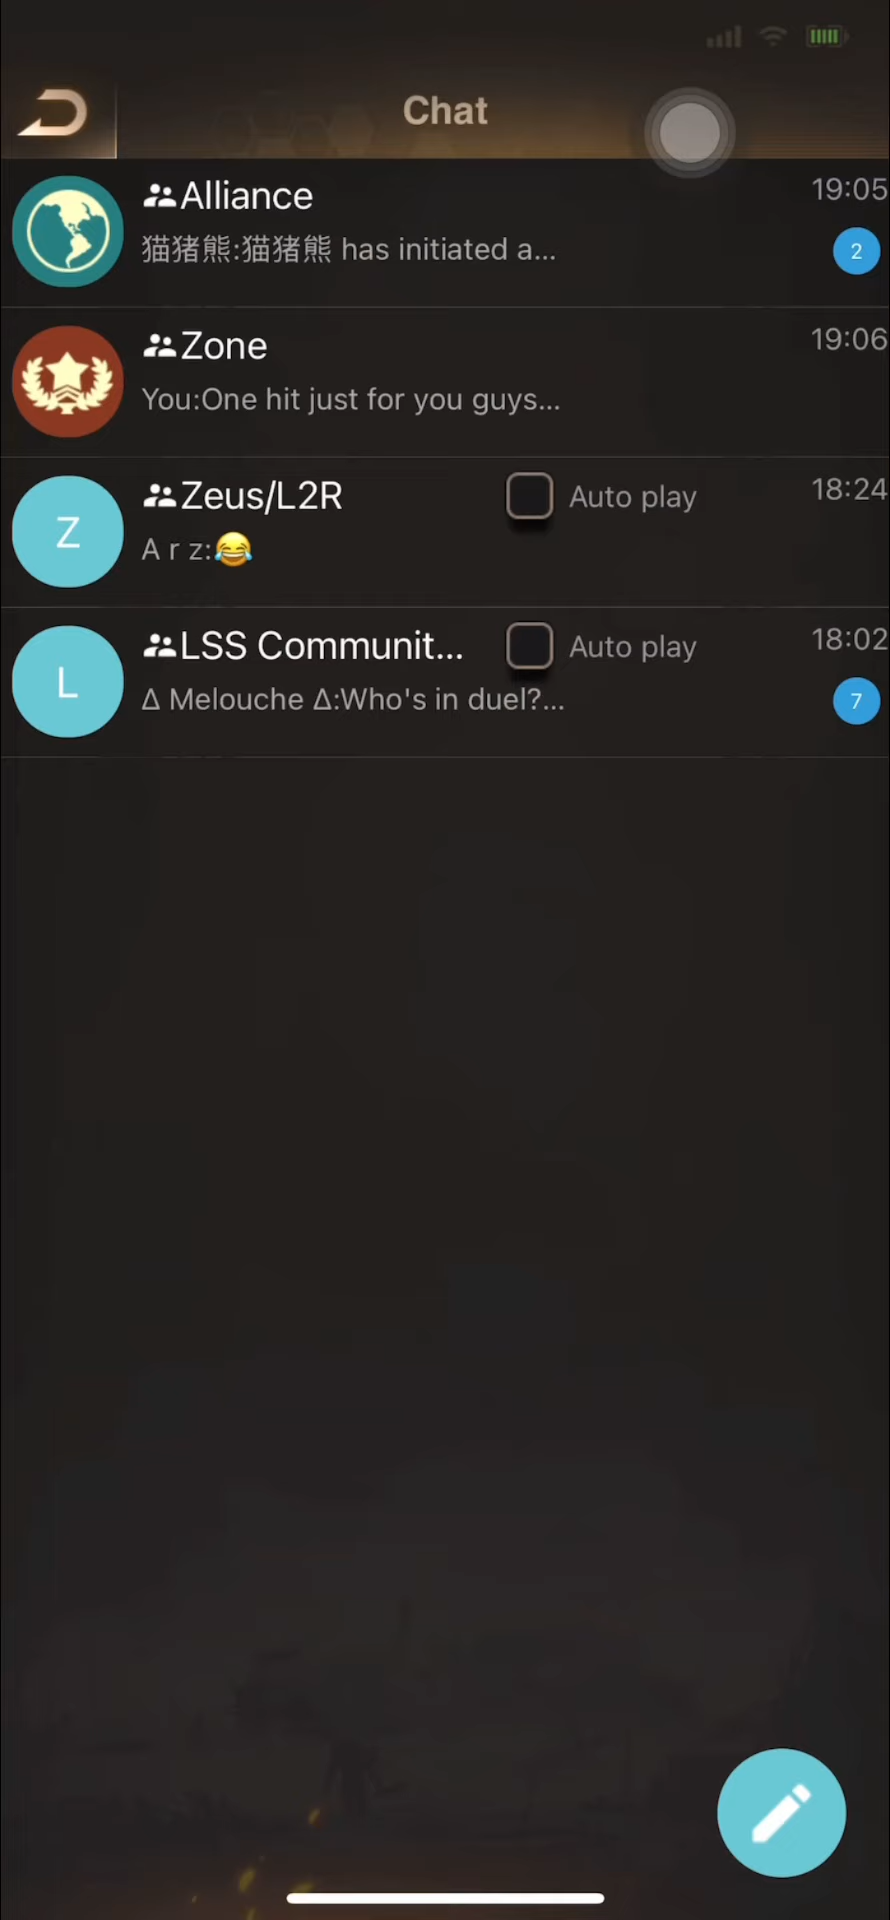 Chat
Alliance
19:05
猫猪熊:猫猪熊 has initiated a...
2
Zone
19:06
You:One hit just for you guys...
Z
Zeus/L2R
Auto play
18:24
A r z:😂
L
LSS Communit...
Auto play
18:02
Δ Melouche Δ:Who's in duel?...
7